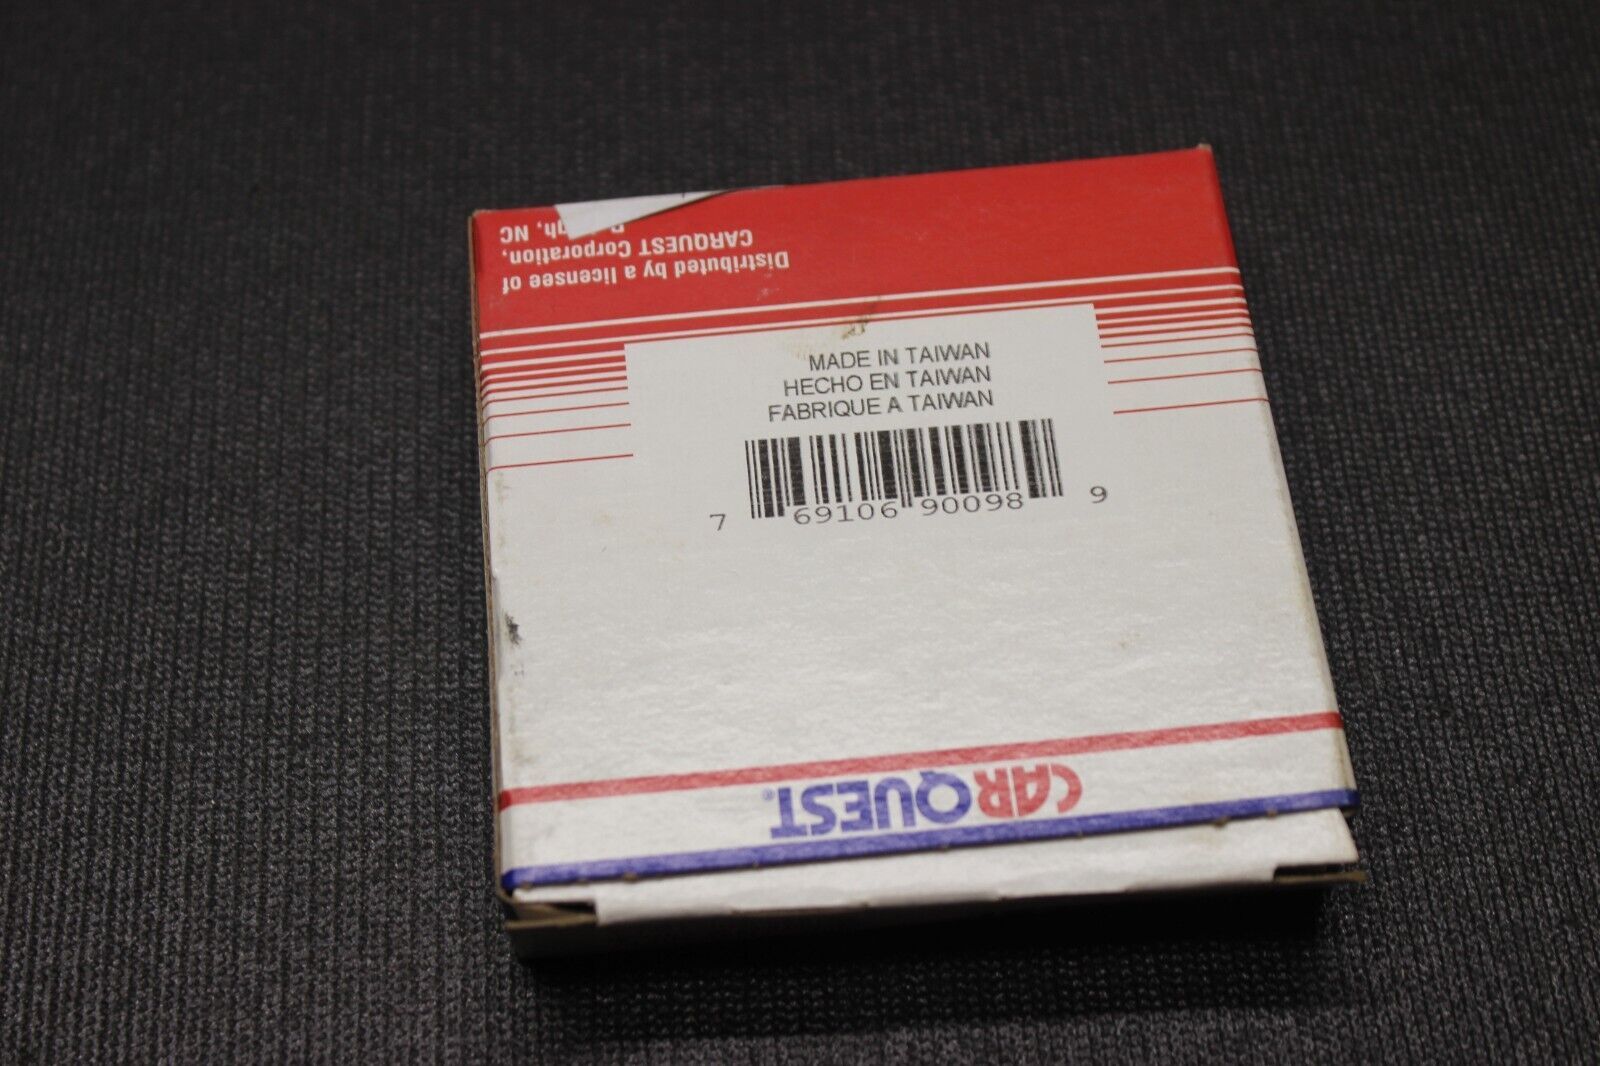 Distributed by a licensee of
CARQUEST Corporation,
NC
MADE IN TAIWAN
HECHO EN TAIWAN
FABRIQUE A TAIWAN
7 69106 90098 9
CARQUEST®